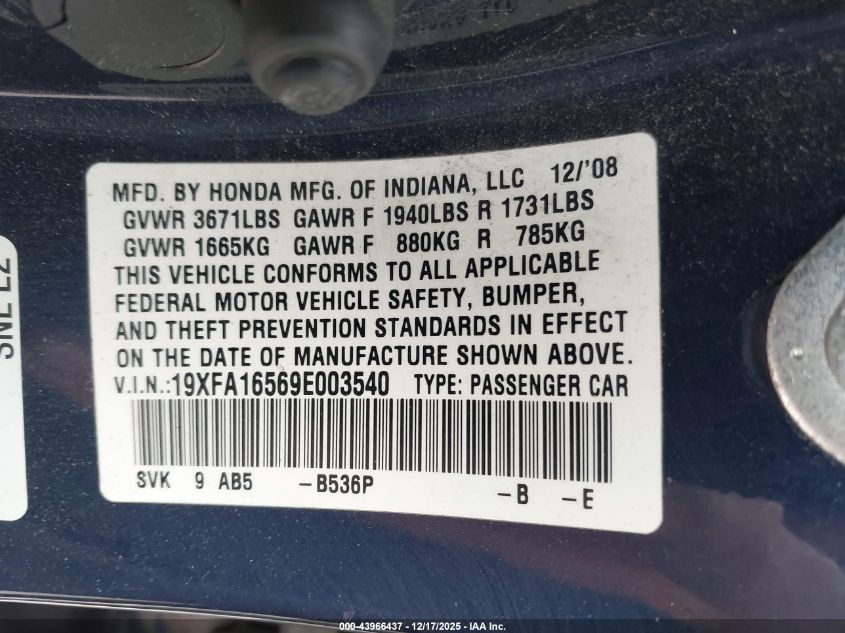 MFD. BY HONDA MFG. OF INDIANA, LLC 12/'08
GVWR 3671LBS GAWR F 1940LBS R 1731LBS
GVWR 1665KG GAWR F 880KG R 785KG
THIS VEHICLE CONFORMS TO ALL APPLICABLE
FEDERAL MOTOR VEHICLE SAFETY, BUMPER,
AND THEFT PREVENTION STANDARDS IN EFFECT
ON THE DATE OF MANUFACTURE SHOWN ABOVE.
V.I.N.:19XFA16569E003540 TYPE: PASSENGER CAR
SVK 9 AB5 -B536P -B -E
000-43966437 - 12/17/2025 - IAA Inc.